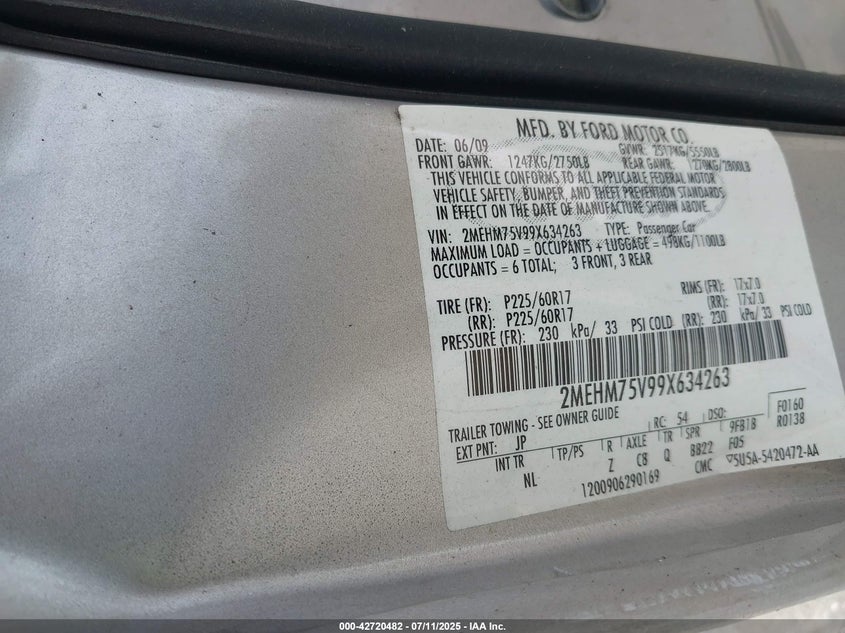 MFD. BY FORD MOTOR CO.
DATE: 06/09 GVWR: 2517KG/5550LB
FRONT GAWR: 1247KG/2750LB REAR GAWR: 1270KG/2800LB
THIS VEHICLE CONFORMS TO ALL APPLICABLE FEDERAL MOTOR
VEHICLE SAFETY, BUMPER, AND THEFT PREVENTION STANDARDS
IN EFFECT ON THE DATE OF MANUFACTURE SHOWN ABOVE.
VIN: 2MEHM75V99X634263 TYPE: Passenger Car
MAXIMUM LOAD = OCCUPANTS + LUGGAGE = 498KG/1100LB
OCCUPANTS = 6 TOTAL; 3 FRONT, 3 REAR
TIRE (FR): P225/60R17 RIMS (FR): 17x7.0
(RR): P225/60R17 (RR): 17x7.0
PRESSURE (FR): 230 kPa/ 33 PSI COLD (RR): 230 kPa/ 33 PSI COLD
2MEHM75V99X634263
TRAILER TOWING - SEE OWNER GUIDE RC: 54 DSO: F0160
EXT PNT: JP 9FB1B R0138
INT TR TP/PS R AXLE TR SPR F05
NL Z C8 Q BB22
1200906290169 CMC 5U5A-5420472-AA
000-42720482 - 07/11/2025 - IAA Inc.